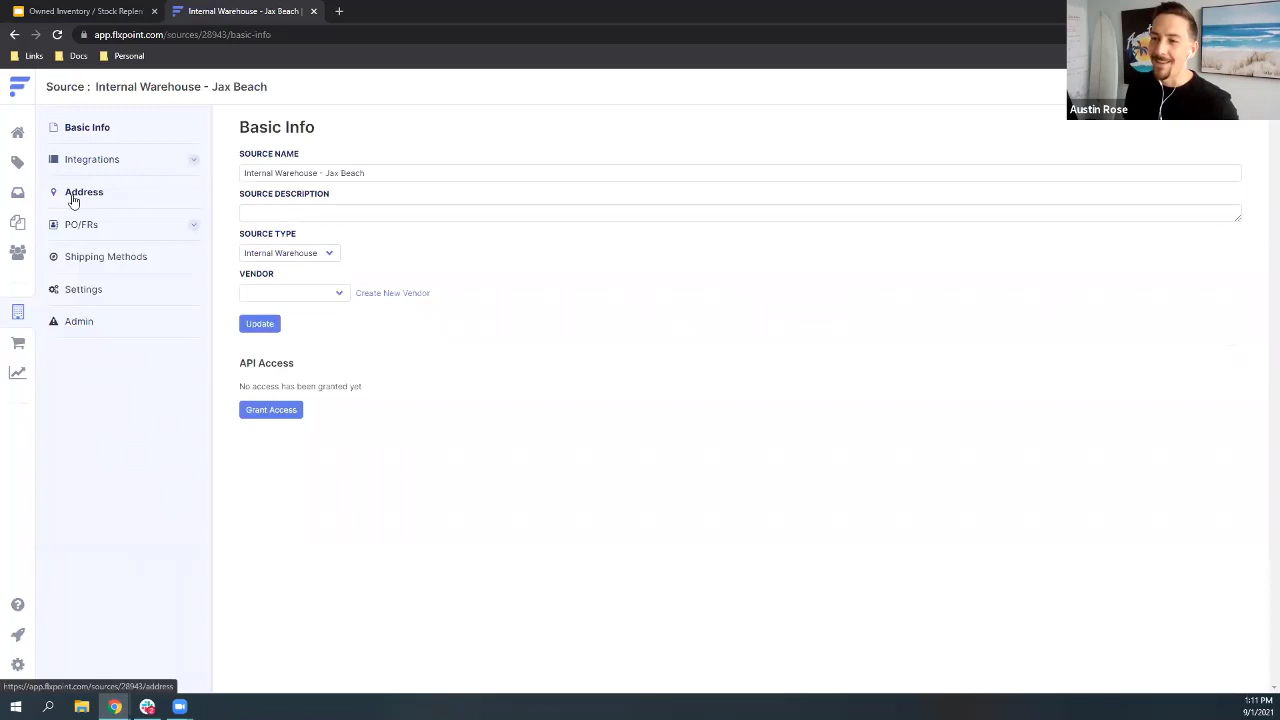 Owned Inventory / Stock Replen
Internal Warehouse - Jax Beach |
app.flxpoint.com/sources/28943/basic-info
Links
Docs
Personal
Source : Internal Warehouse - Jax Beach
Austin Rose
Basic Info
Integrations
Address
PO/FRs
Shipping Methods
Settings
Admin
Basic Info
SOURCE NAME
Internal Warehouse - Jax Beach
SOURCE DESCRIPTION
SOURCE TYPE
Internal Warehouse
VENDOR
Create New Vendor
Update
API Access
No access has been granted yet
Grant Access
https://app.flxpoint.com/sources/28943/address
1:11 PM
9/1/2021